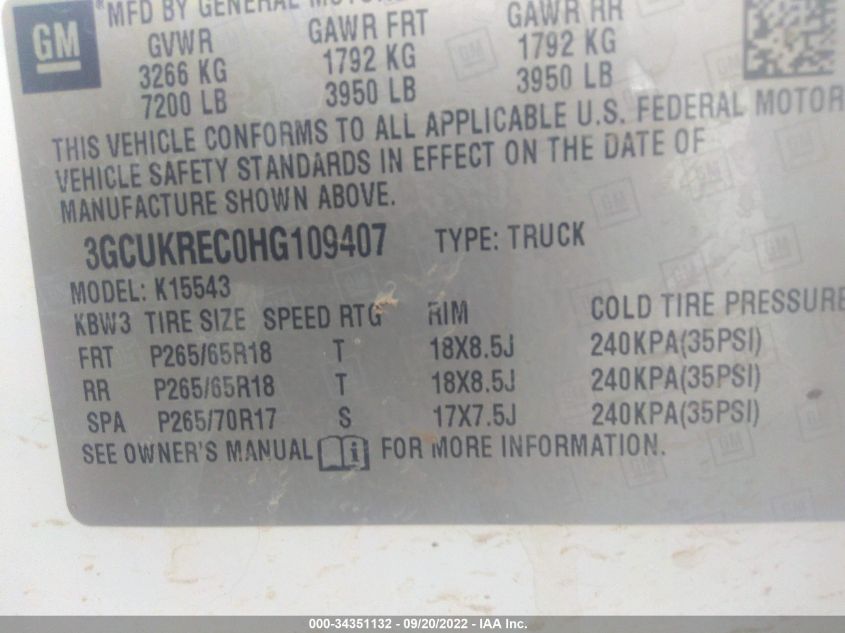 GM
®MFD BY GENERAL
GVWR GAWR FRT GAWR RR
3266 KG 1792 KG 1792 KG
7200 LB 3950 LB 3950 LB
THIS VEHICLE CONFORMS TO ALL APPLICABLE U.S. FEDERAL MOTOR
VEHICLE SAFETY STANDARDS IN EFFECT ON THE DATE OF
MANUFACTURE SHOWN ABOVE.
3GCUKREC0HG109407 TYPE: TRUCK
MODEL: K15543
KBW3 TIRE SIZE SPEED RTG RIM COLD TIRE PRESSURE
FRT P265/65R18 T 18X8.5J 240KPA(35PSI)
RR P265/65R18 T 18X8.5J 240KPA(35PSI)
SPA P265/70R17 S 17X7.5J 240KPA(35PSI)
SEE OWNER'S MANUAL FOR MORE INFORMATION.
000-34351132 - 09/20/2022 - IAA Inc.